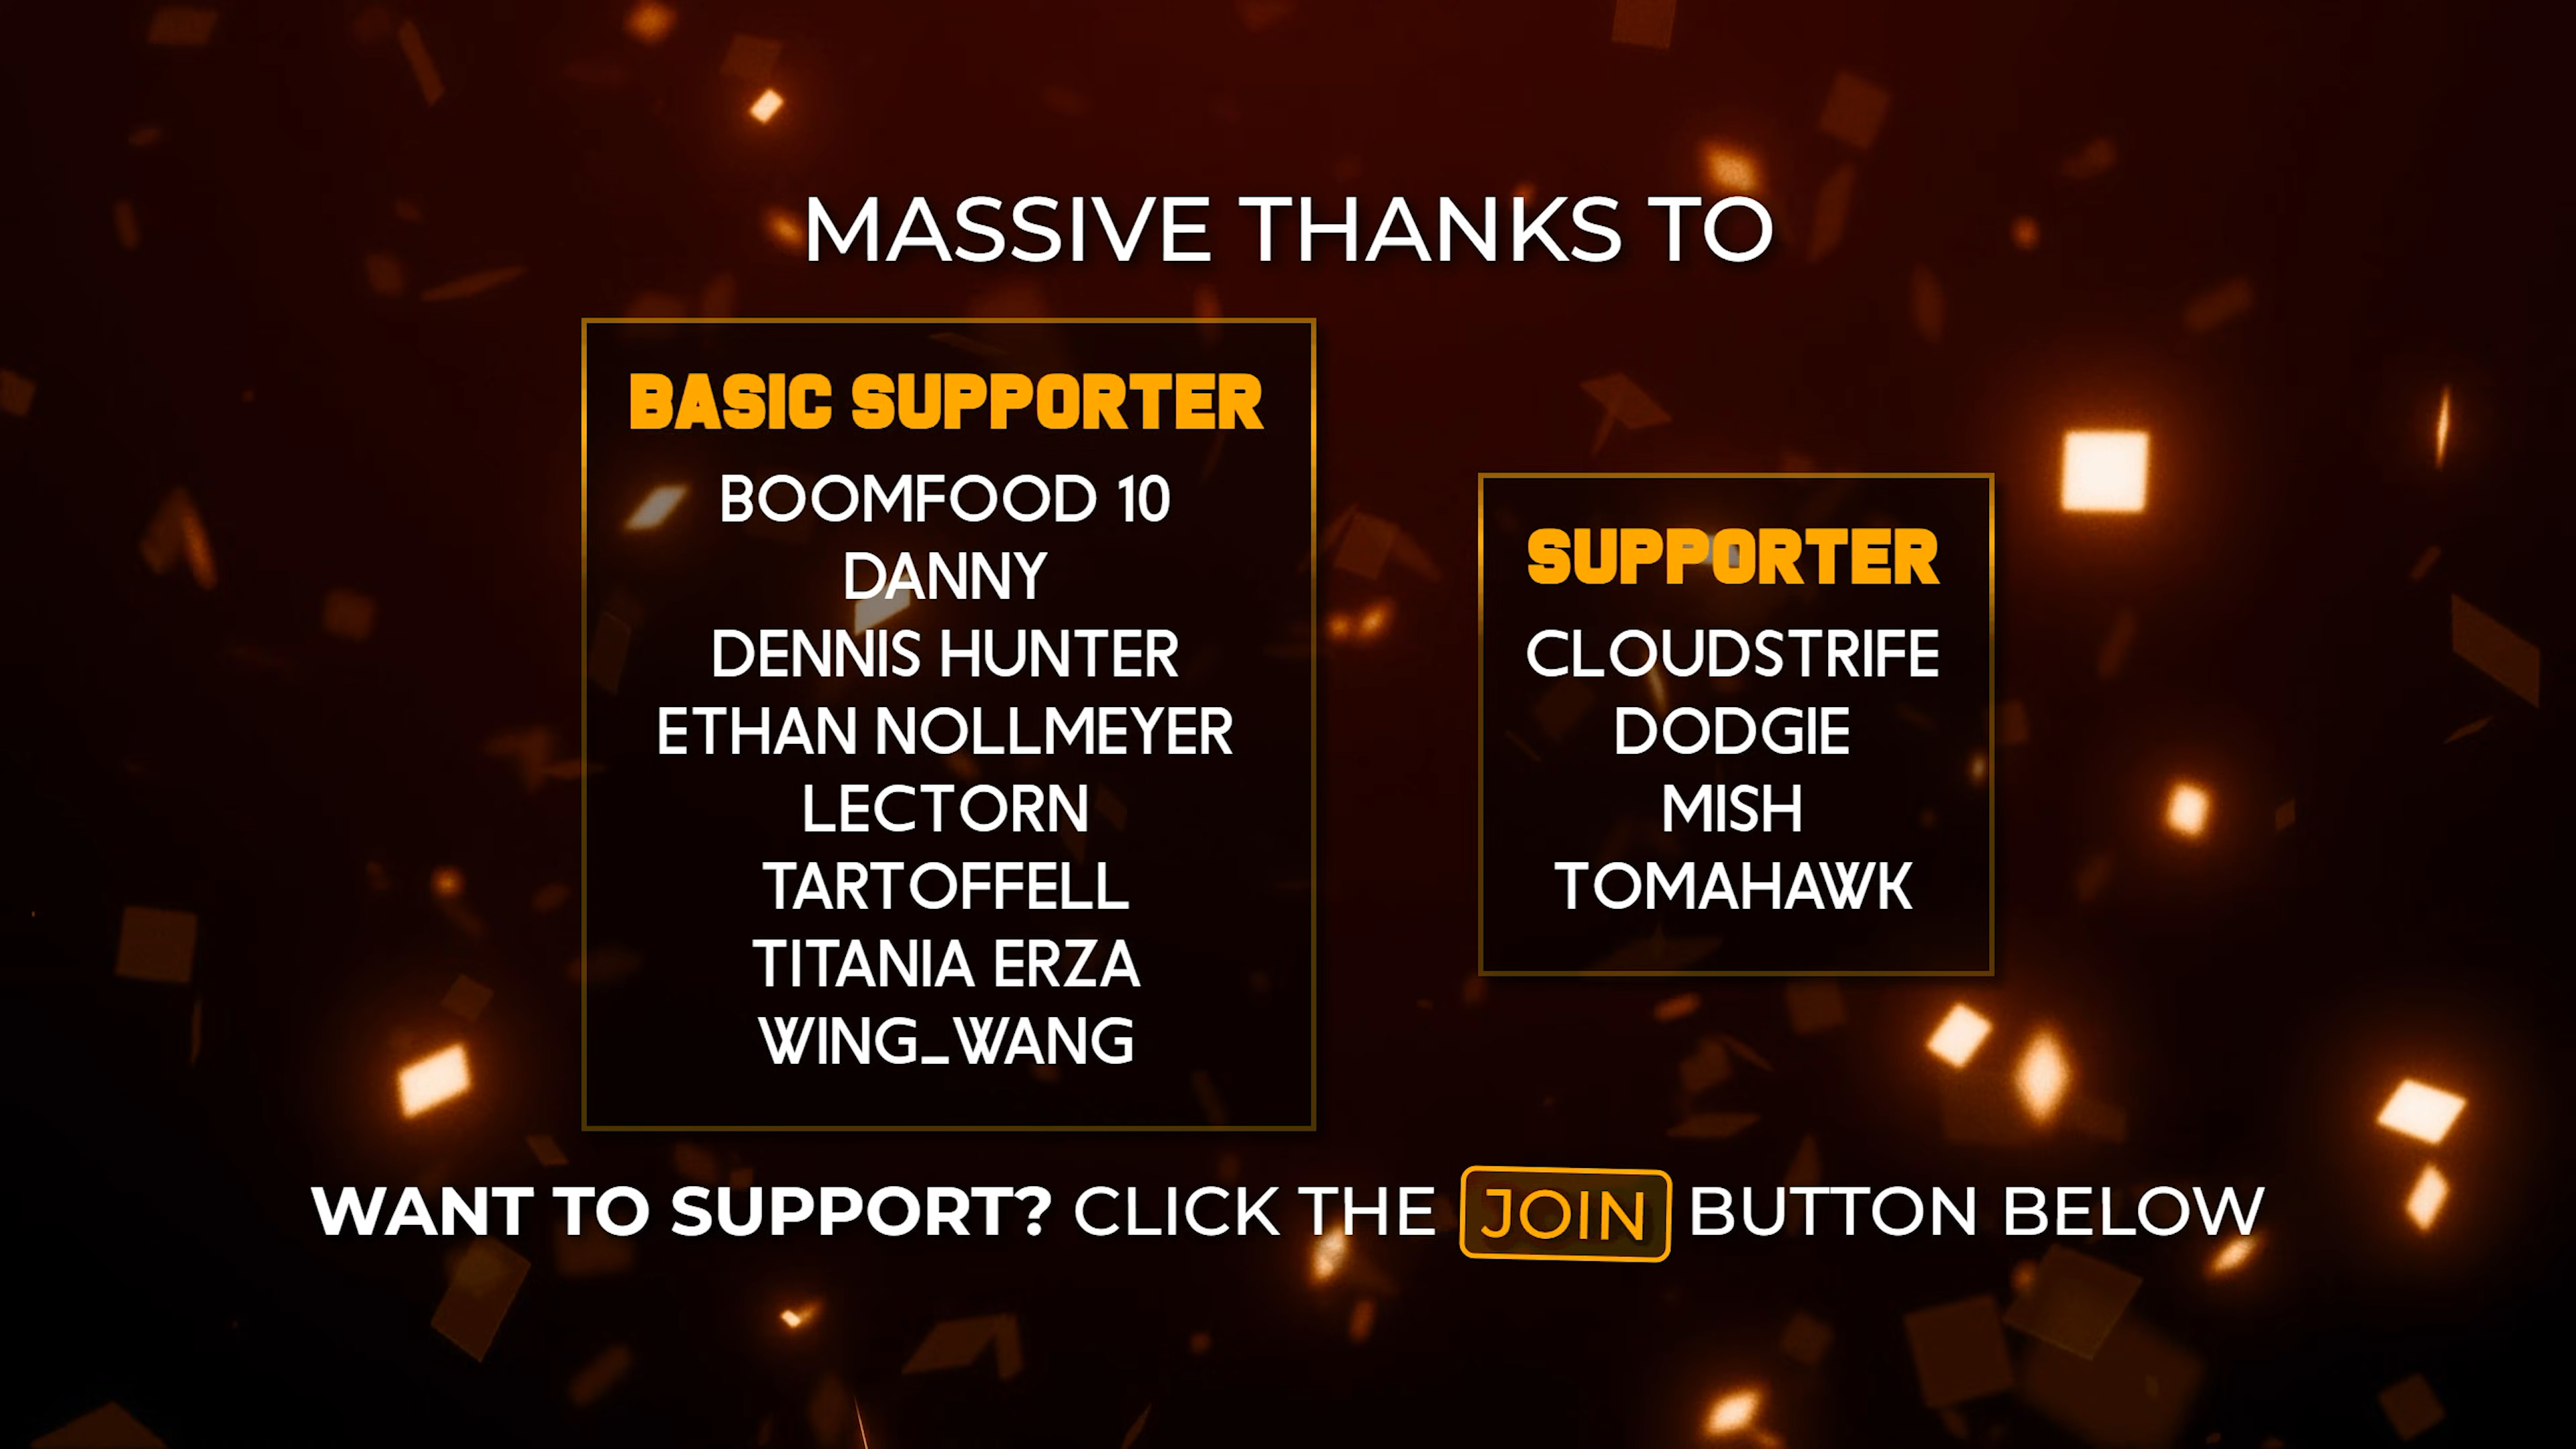 MASSIVE THANKS TO
BASIC SUPPORTER
BOOMFOOD 10
DANNY
DENNIS HUNTER
ETHAN NOLLMEYER
LECTORN
TARTOFFELL
TITANIA ERZA
WING_WANG
SUPPORTER
CLOUDSTRIFE
DODGIE
MISH
TOMAHAWK
WANT TO SUPPORT? CLICK THE JOIN BUTTON BELOW